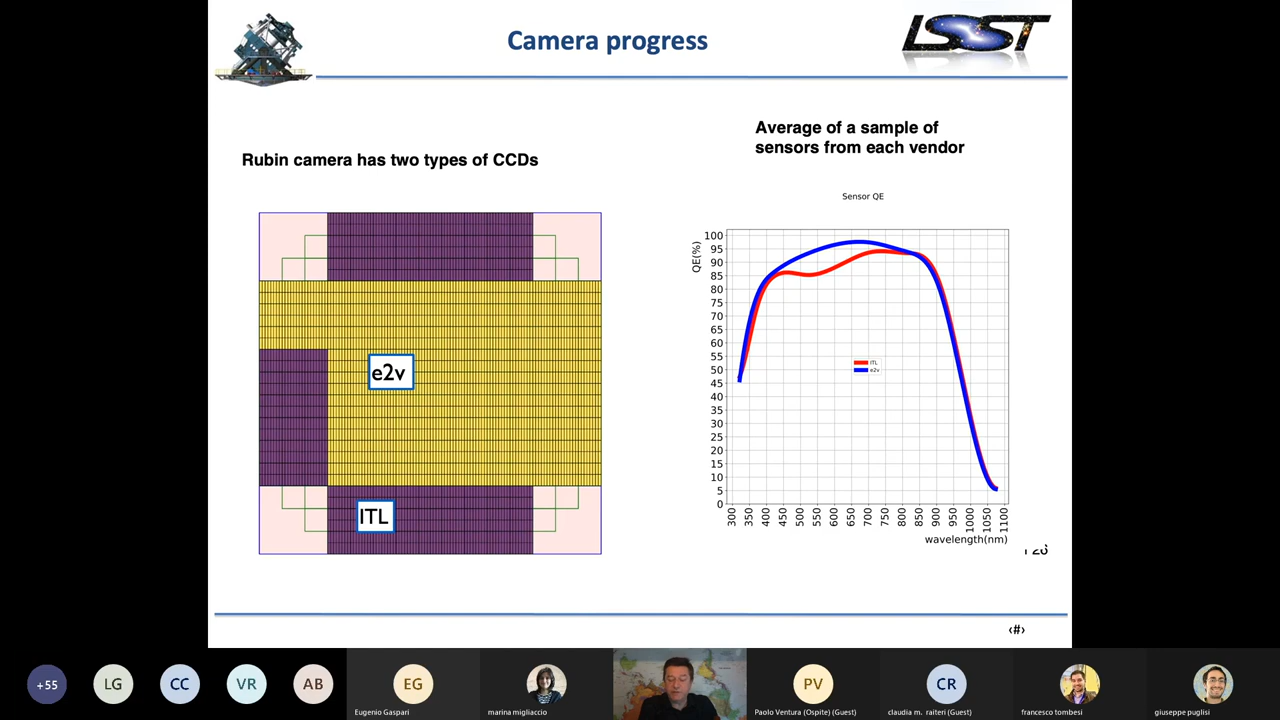 Camera progress
LSST
Rubin camera has two types of CCDs
Average of a sample of
sensors from each vendor
e2v
ITL
Sensor QE
QE(%)
100
95
90
85
80
75
70
65
60
55
50
45
40
35
30
25
20
15
10
5
0
ITL
e2v
300
350
400
450
500
550
600
650
700
750
800
850
900
950
1000
1050
1100
wavelength(nm)
‹#›
+55
LG
CC
VR
AB
EG
PV
CR
Eugenio Gaspari
marina migliaccio
Paolo Ventura (Ospite) (Guest)
claudia m. raiteri (Guest)
francesco tombesi
giuseppe puglisi